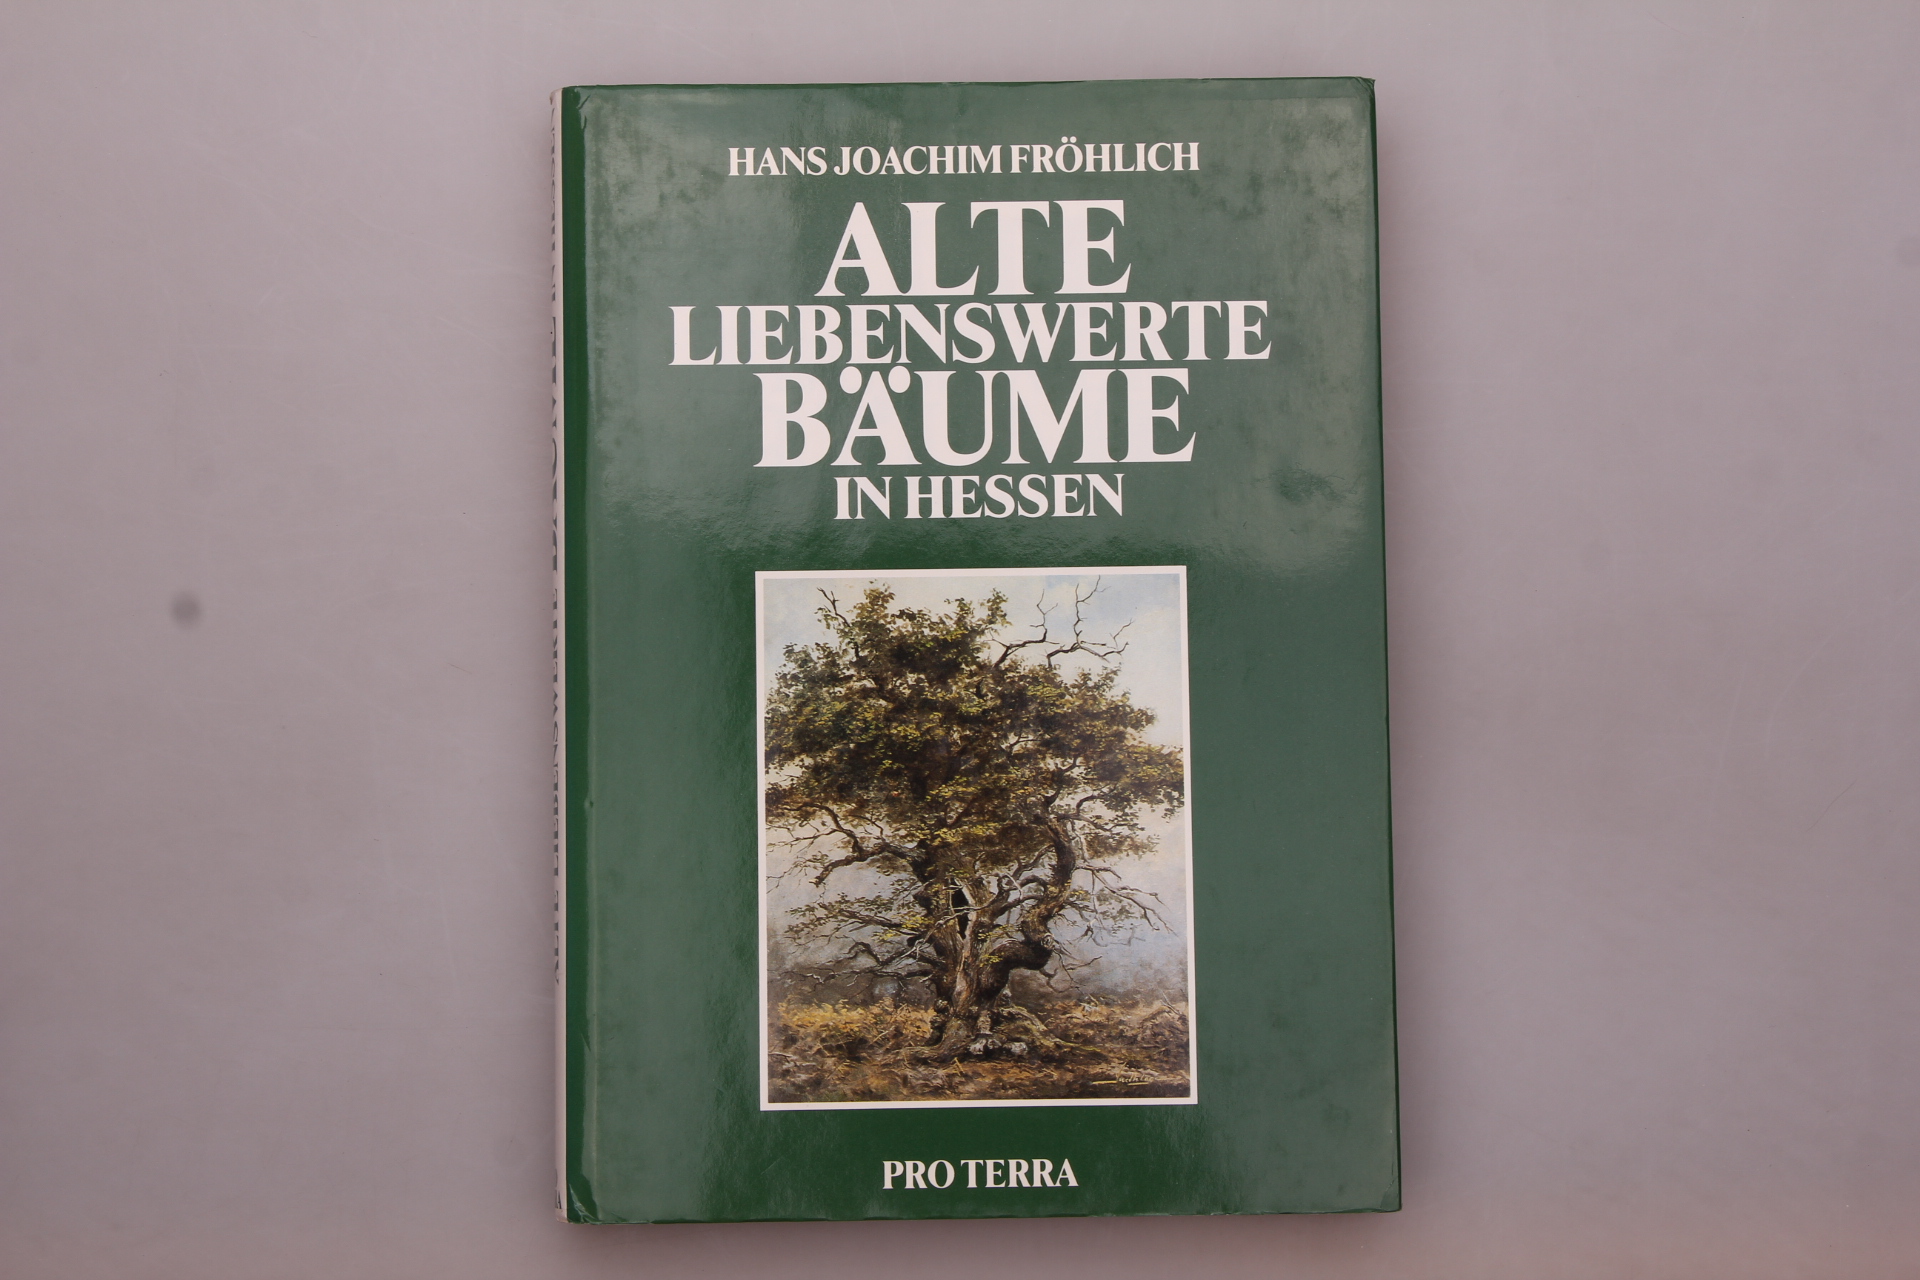 HANS JOACHIM FRÖHLICH
ALTE
LIEBENSWERTE
BÄUME
IN HESSEN
PRO TERRA